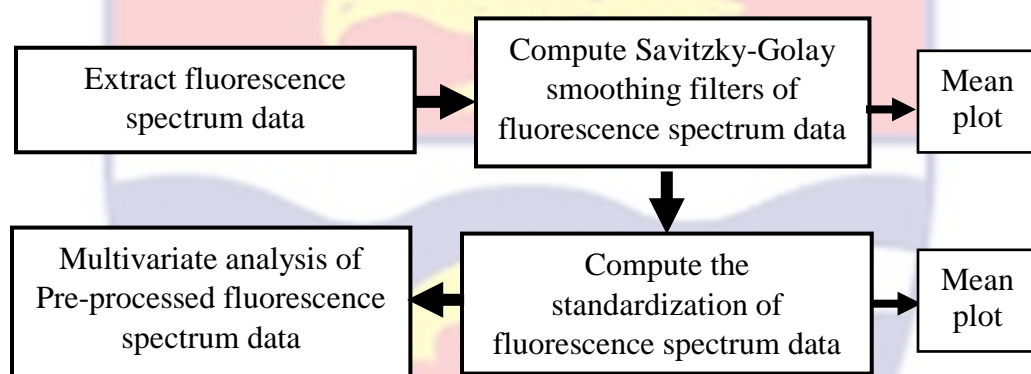 Extract fluorescence
spectrum data
Compute Savitzky-Golay
smoothing filters of
fluorescence spectrum data
Mean
plot
Multivariate analysis of
Pre-processed fluorescence
spectrum data
Compute the
standardization of
fluorescence spectrum data
Mean
plot